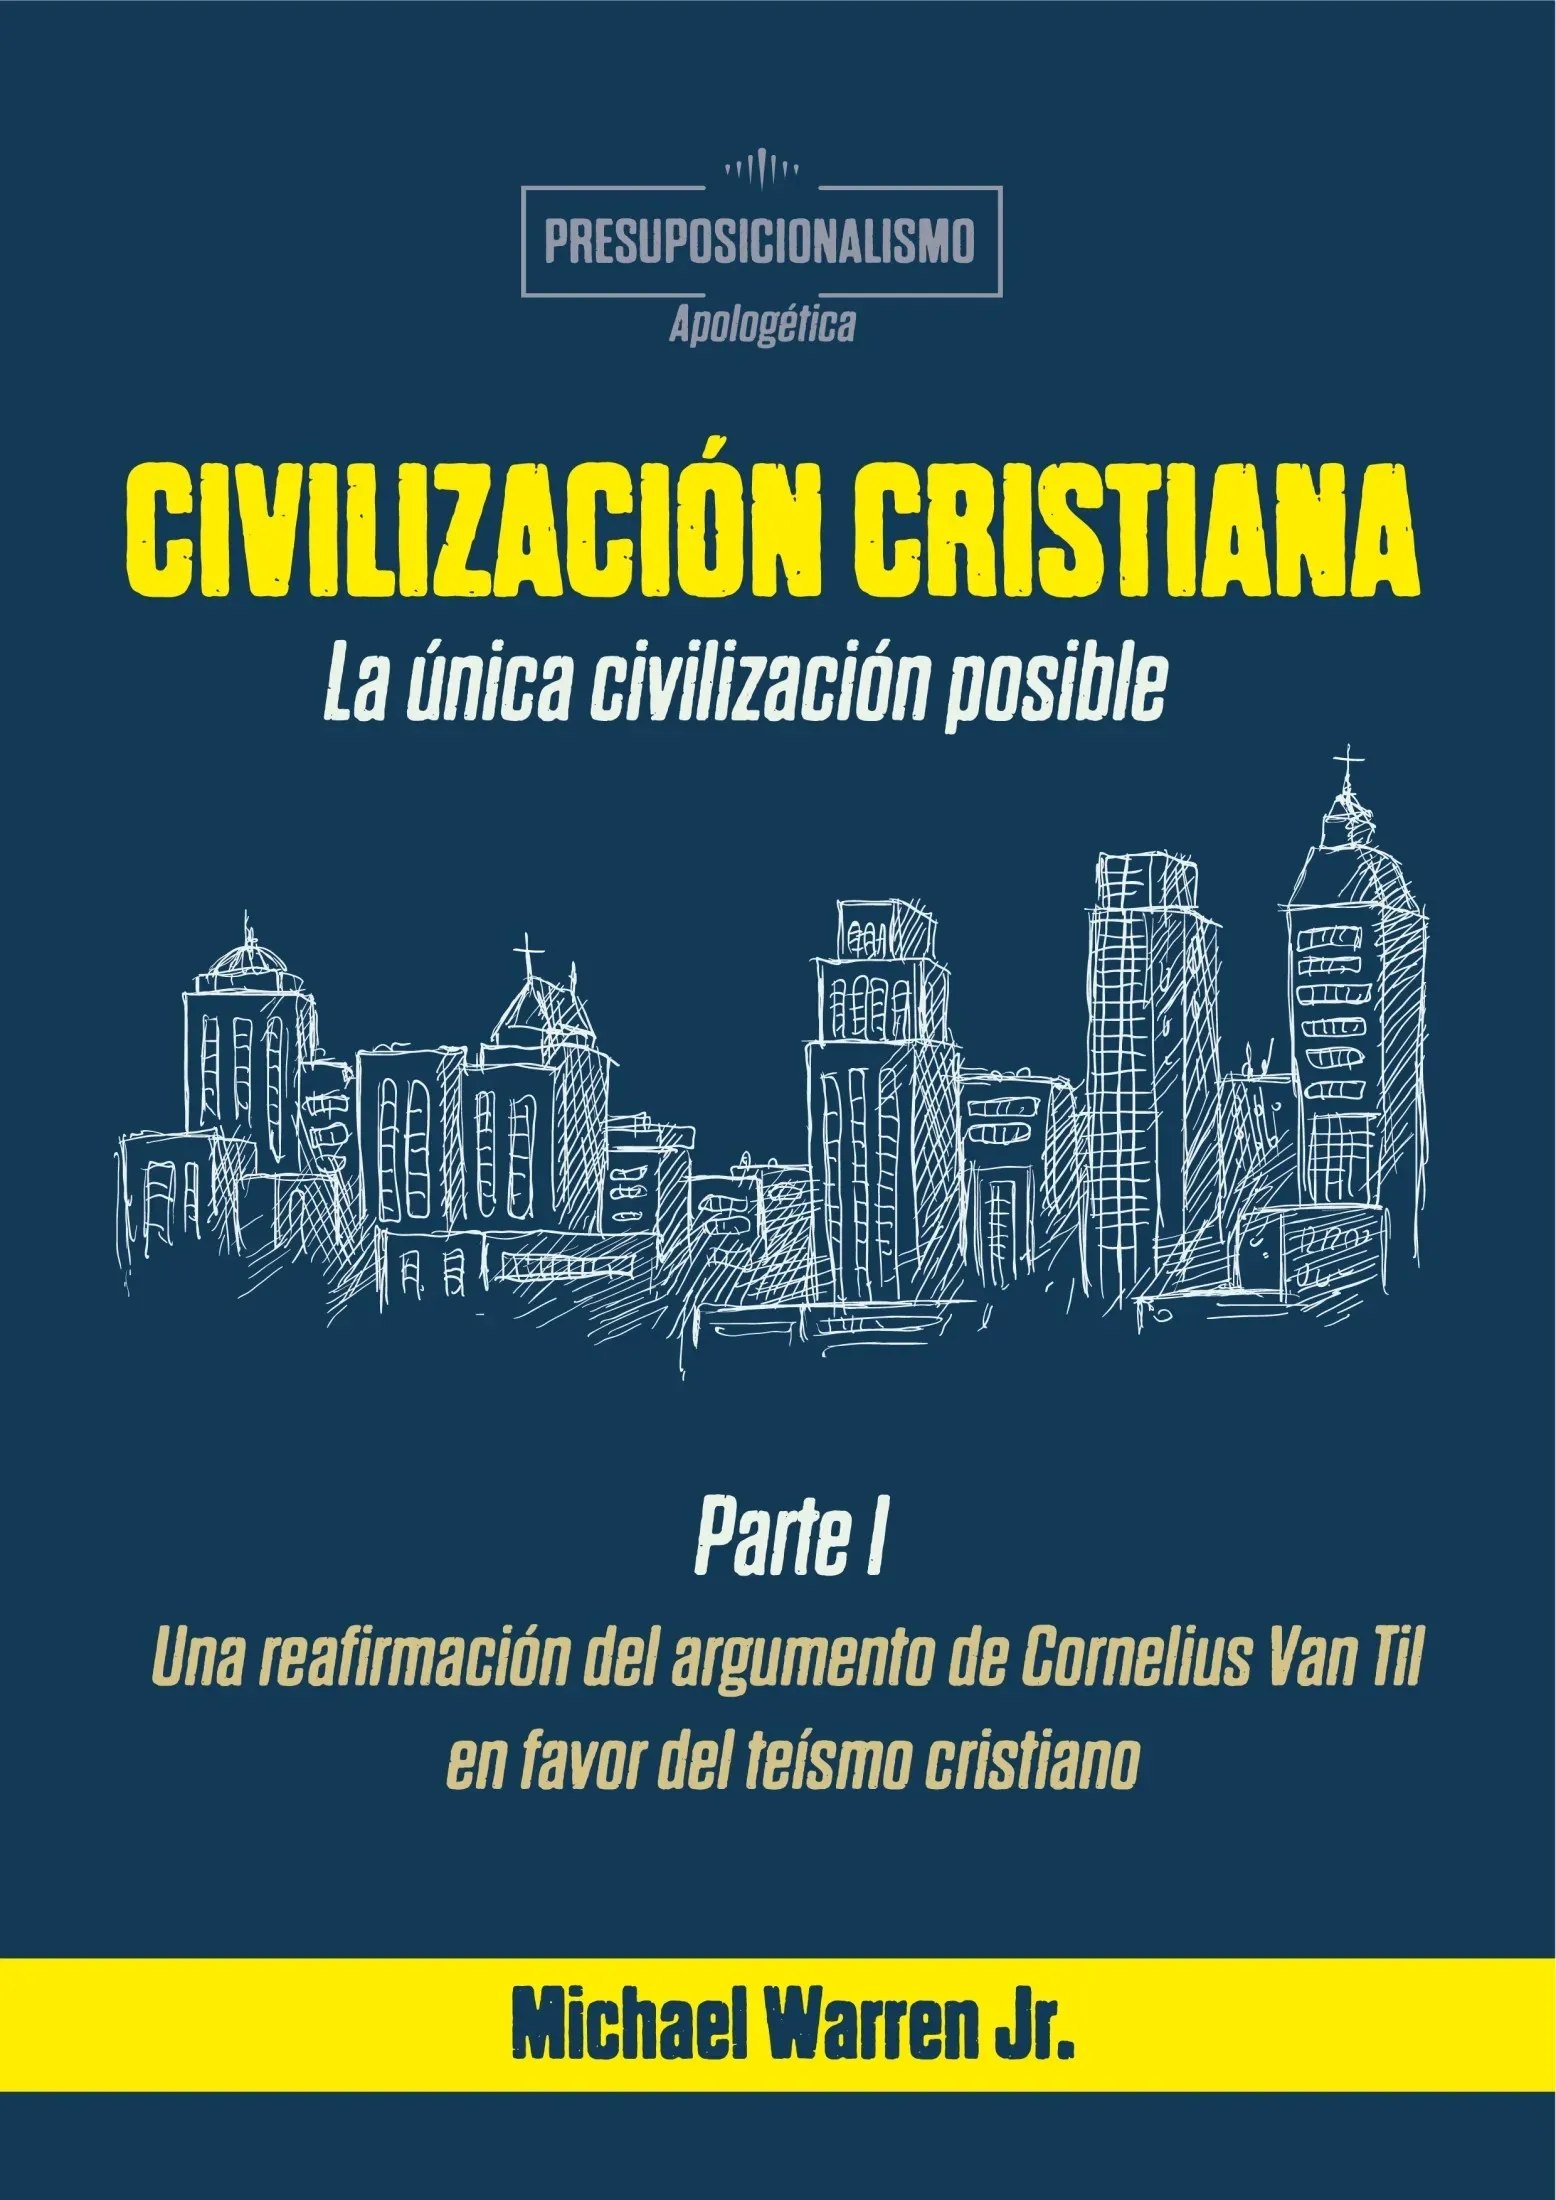 PRESUPOSICIONALISMO
Apologética
CIVILIZACIÓN CRISTIANA
La única civilización posible
Parte I
Una reafirmación del argumento de Cornelius Van Til
en favor del teísmo cristiano
Michael Warren Jr.